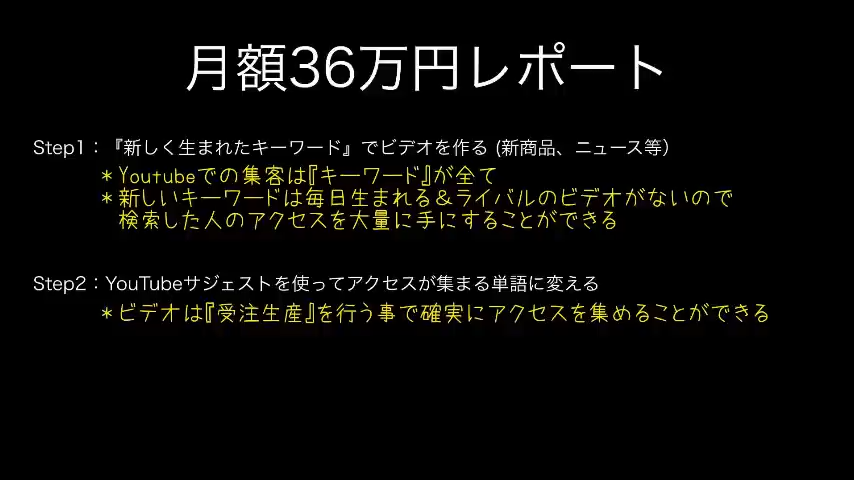 月額36万円レポート
Step1：『新しく生まれたキーワード』でビデオを作る (新商品、ニュース等）
＊Youtubeでの集客は『キーワード』が全て
＊新しいキーワードは毎日生まれる＆ライバルのビデオがないので
検索した人のアクセスを大量に手にすることができる
Step2：YouTubeサジェストを使ってアクセスが集まる単語に変える
＊ビデオは『受注生産』を行う事で確実にアクセスを集めることができる